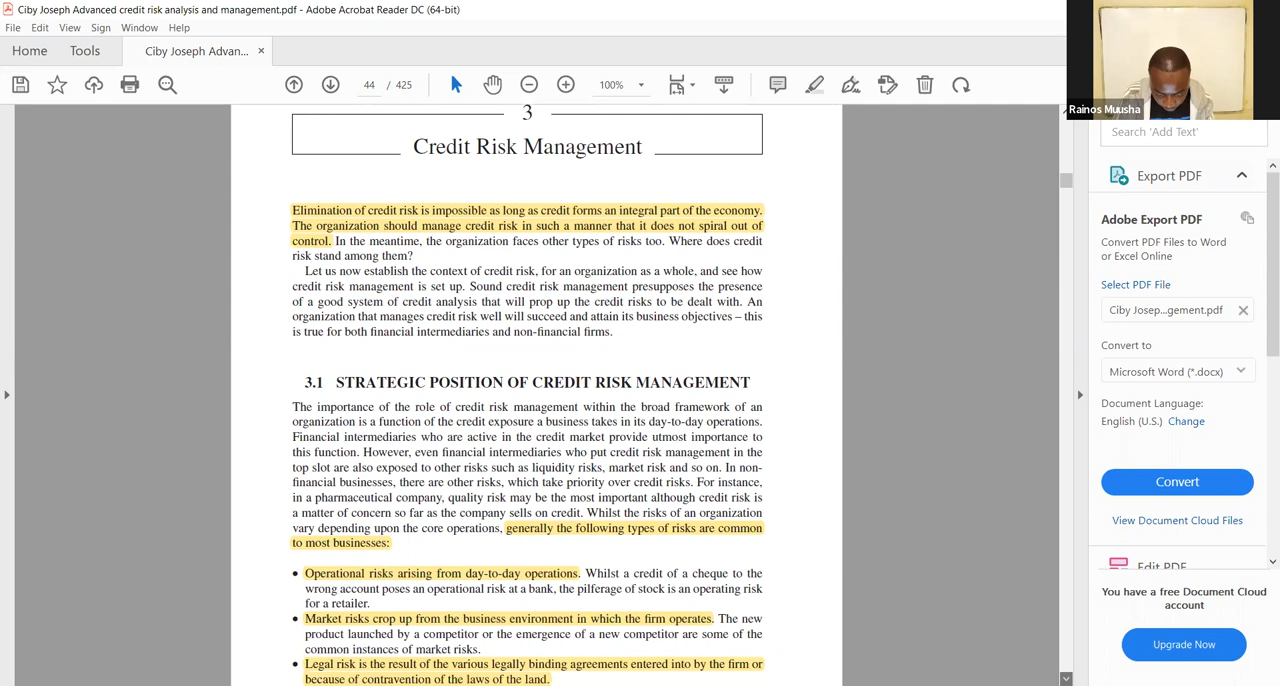 Ciby Joseph Advanced credit risk analysis and management.pdf - Adobe Acrobat Reader DC (64-bit)
File Edit View Sign Window Help
Home Tools Ciby Joseph Advan... ×
44 / 425 100%
Rainos Muusha
3
Credit Risk Management
Elimination of credit risk is impossible as long as credit forms an integral part of the economy.
The organization should manage credit risk in such a manner that it does not spiral out of
control. In the meantime, the organization faces other types of risks too. Where does credit
risk stand among them?
Let us now establish the context of credit risk, for an organization as a whole, and see how
credit risk management is set up. Sound credit risk management presupposes the presence
of a good system of credit analysis that will prop up the credit risks to be dealt with. An
organization that manages credit risk well will succeed and attain its business objectives – this
is true for both financial intermediaries and non-financial firms.
3.1 STRATEGIC POSITION OF CREDIT RISK MANAGEMENT
The importance of the role of credit risk management within the broad framework of an
organization is a function of the credit exposure a business takes in its day-to-day operations.
Financial intermediaries who are active in the credit market provide utmost importance to
this function. However, even financial intermediaries who put credit risk management in the
top slot are also exposed to other risks such as liquidity risks, market risk and so on. In non-
financial businesses, there are other risks, which take priority over credit risks. For instance,
in a pharmaceutical company, quality risk may be the most important although credit risk is
a matter of concern so far as the company sells on credit. Whilst the risks of an organization
vary depending upon the core operations, generally the following types of risks are common
to most businesses:
• Operational risks arising from day-to-day operations. Whilst a credit of a cheque to the
wrong account poses an operational risk at a bank, the pilferage of stock is an operating risk
for a retailer.
• Market risks crop up from the business environment in which the firm operates. The new
product launched by a competitor or the emergence of a new competitor are some of the
common instances of market risks.
• Legal risk is the result of the various legally binding agreements entered into by the firm or
because of contravention of the laws of the land.
Search 'Add Text'
Export PDF
Adobe Export PDF
Convert PDF Files to Word
or Excel Online
Select PDF File
Ciby Josep...gement.pdf
Convert to
Microsoft Word (*.docx)
Document Language:
English (U.S.) Change
Convert
View Document Cloud Files
Edit PDF
You have a free Document Cloud
account
Upgrade Now